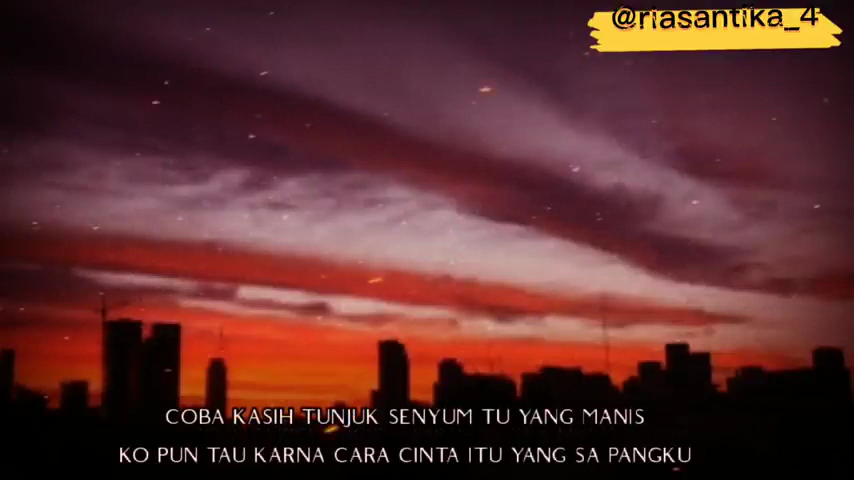 @riasantika_4
COBA KASIH TUNJUK SENYUM TU YANG MANIS
KO PUN TAU KARNA CARA CINTA ITU YANG SA PANGKU